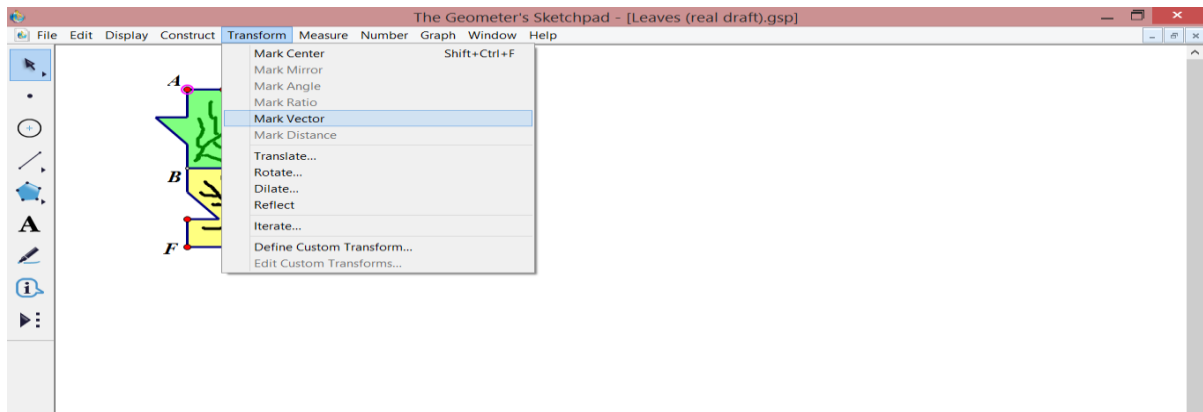 The Geometer's Sketchpad - [Leaves (real draft).gsp]
File Edit Display Construct Transform Measure Number Graph Window Help
Mark Center Shift+Ctrl+F
Mark Mirror
Mark Angle
Mark Ratio
Mark Vector
Mark Distance
Translate...
Rotate...
Dilate...
Reflect
Iterate...
Define Custom Transform...
Edit Custom Transforms...
A
B
F
A